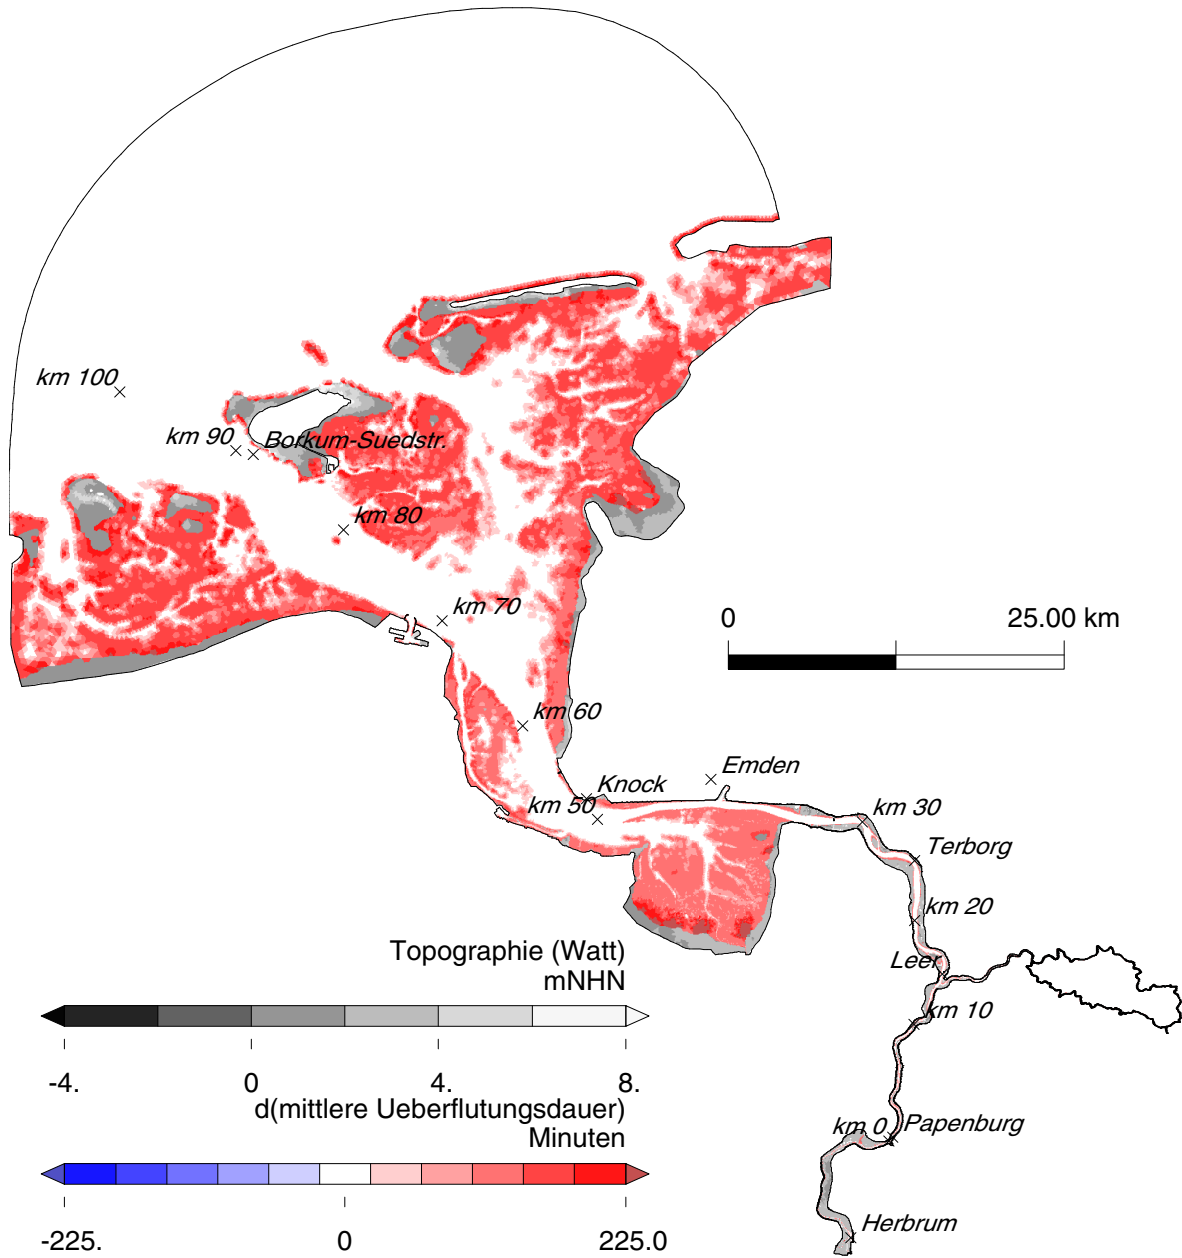 km 100
km 90
Borkum-Suedstr.
km 80
km 70
0 25.00 km
km 60
Emden
Knock
km 50
km 30
Terborg
km 20
Leer
km 10
Topographie (Watt)
mNHN
-4. 0 4. 8.
d(mittlere Ueberflutungsdauer)
Minuten
-225. 0 225.0
km 0
Papenburg
Herbrum